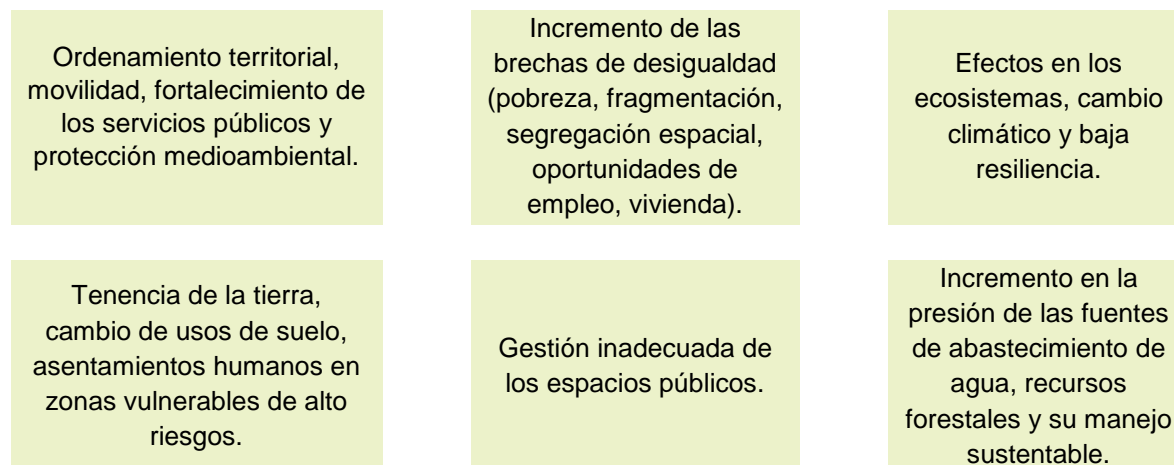 Ordenamiento territorial,
movilidad, fortalecimiento de
los servicios públicos y
protección medioambiental.
Incremento de las
brechas de desigualdad
(pobreza, fragmentación,
segregación espacial,
oportunidades de
empleo, vivienda).
Efectos en los
ecosistemas, cambio
climático y baja
resiliencia.
Tenencia de la tierra,
cambio de usos de suelo,
asentamientos humanos en
zonas vulnerables de alto
riesgos.
Gestión inadecuada de
los espacios públicos.
Incremento en la
presión de las fuentes
de abastecimiento de
agua, recursos
forestales y su manejo
sustentable.